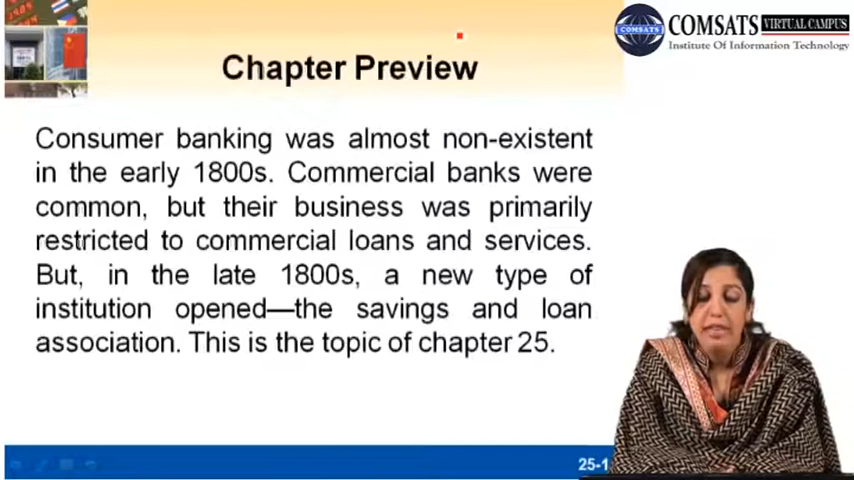 COMSATS VIRTUAL CAMPUS
COMSATS
Institute Of Information Technology
Chapter Preview
Consumer banking was almost non-existent
in the early 1800s. Commercial banks were
common, but their business was primarily
restricted to commercial loans and services.
But, in the late 1800s, a new type of
institution opened—the savings and loan
association. This is the topic of chapter 25.
25-1